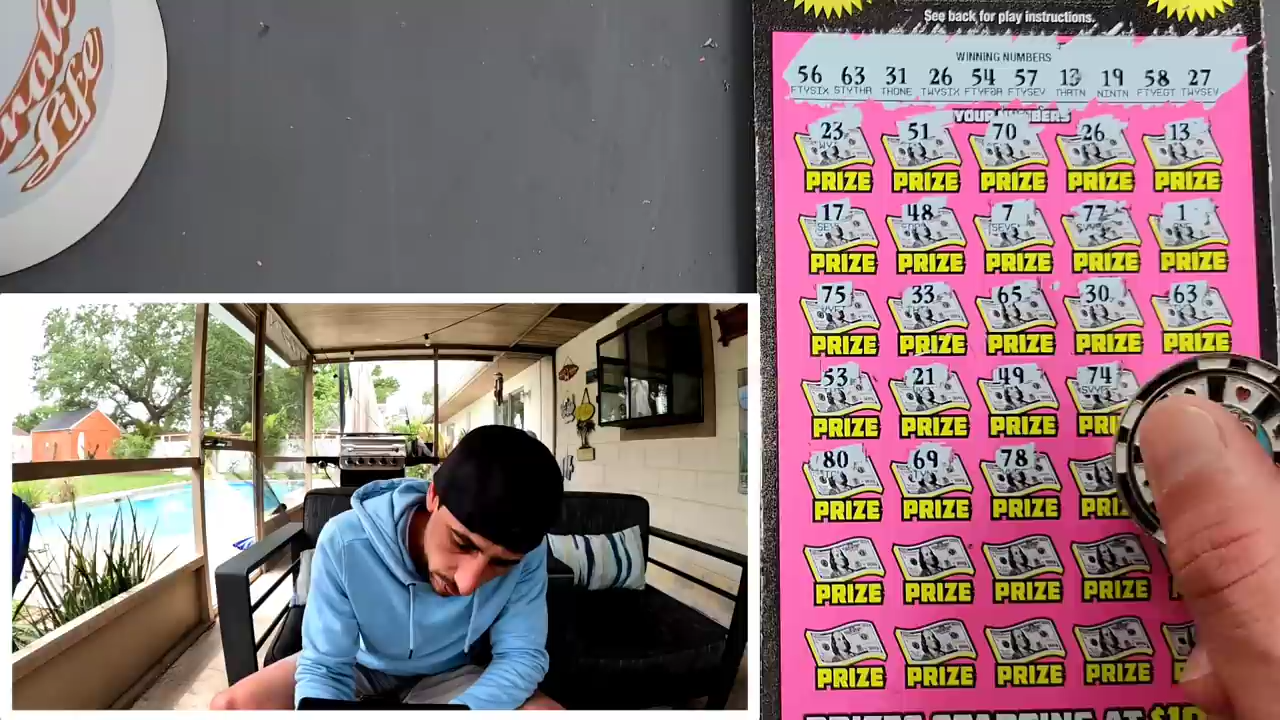 See back for play instructions.
WINNING NUMBERS
56 63 31 26 54 57 13 19 58 27
FTYSIX STYTHR THONE TWYSIX FTYFOR FTYSEV THRTN NINTN FTYEGT TWYSEV
YOUR NUMBERS
23 51 70 26 13
PRIZE PRIZE PRIZE PRIZE PRIZE
17 48 7 77 1
PRIZE PRIZE PRIZE PRIZE PRIZE
75 33 65 30 63
PRIZE PRIZE PRIZE PRIZE PRIZE
53 21 49 74
PRIZE PRIZE PRIZE
80 69 78
PRIZE PRIZE PRIZE
PRIZE PRIZE PRIZE PRIZE
PRIZE PRIZE PRIZE PRIZE
Life